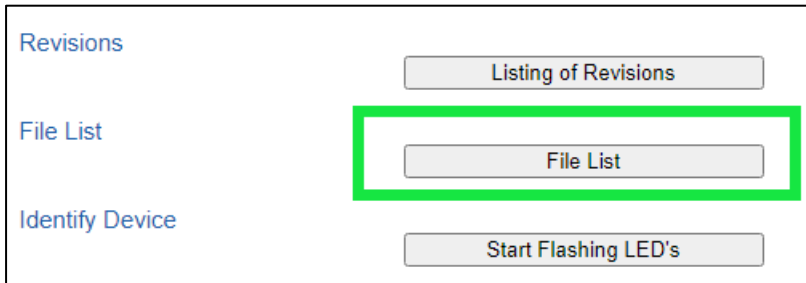 Revisions
Listing of Revisions
File List
File List
Identify Device
Start Flashing LED's